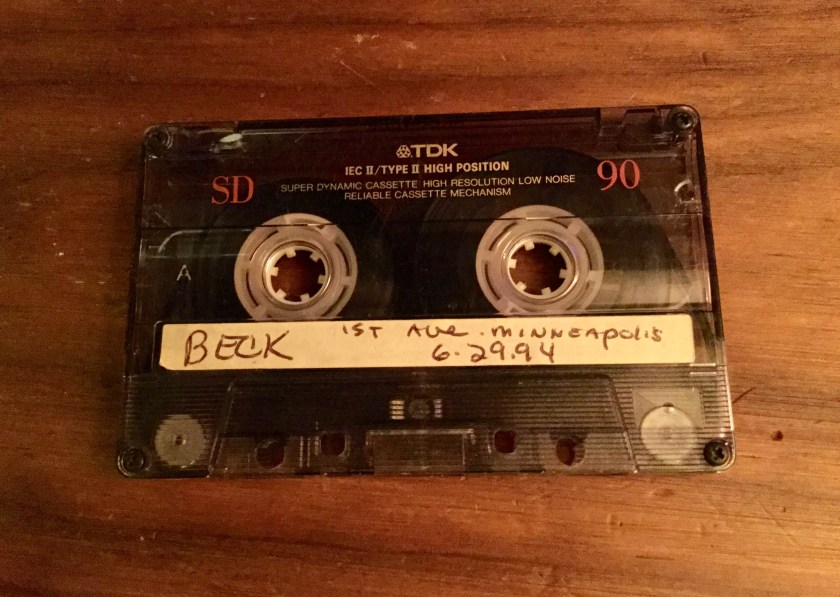 TDK
IEC II/TYPE II HIGH POSITION
SD SUPER DYNAMIC CASSETTE HIGH RESOLUTION LOW NOISE 90
RELIABLE CASSETTE MECHANISM
A
BECK 1ST AVE. MINNEAPOLIS
6.29.94